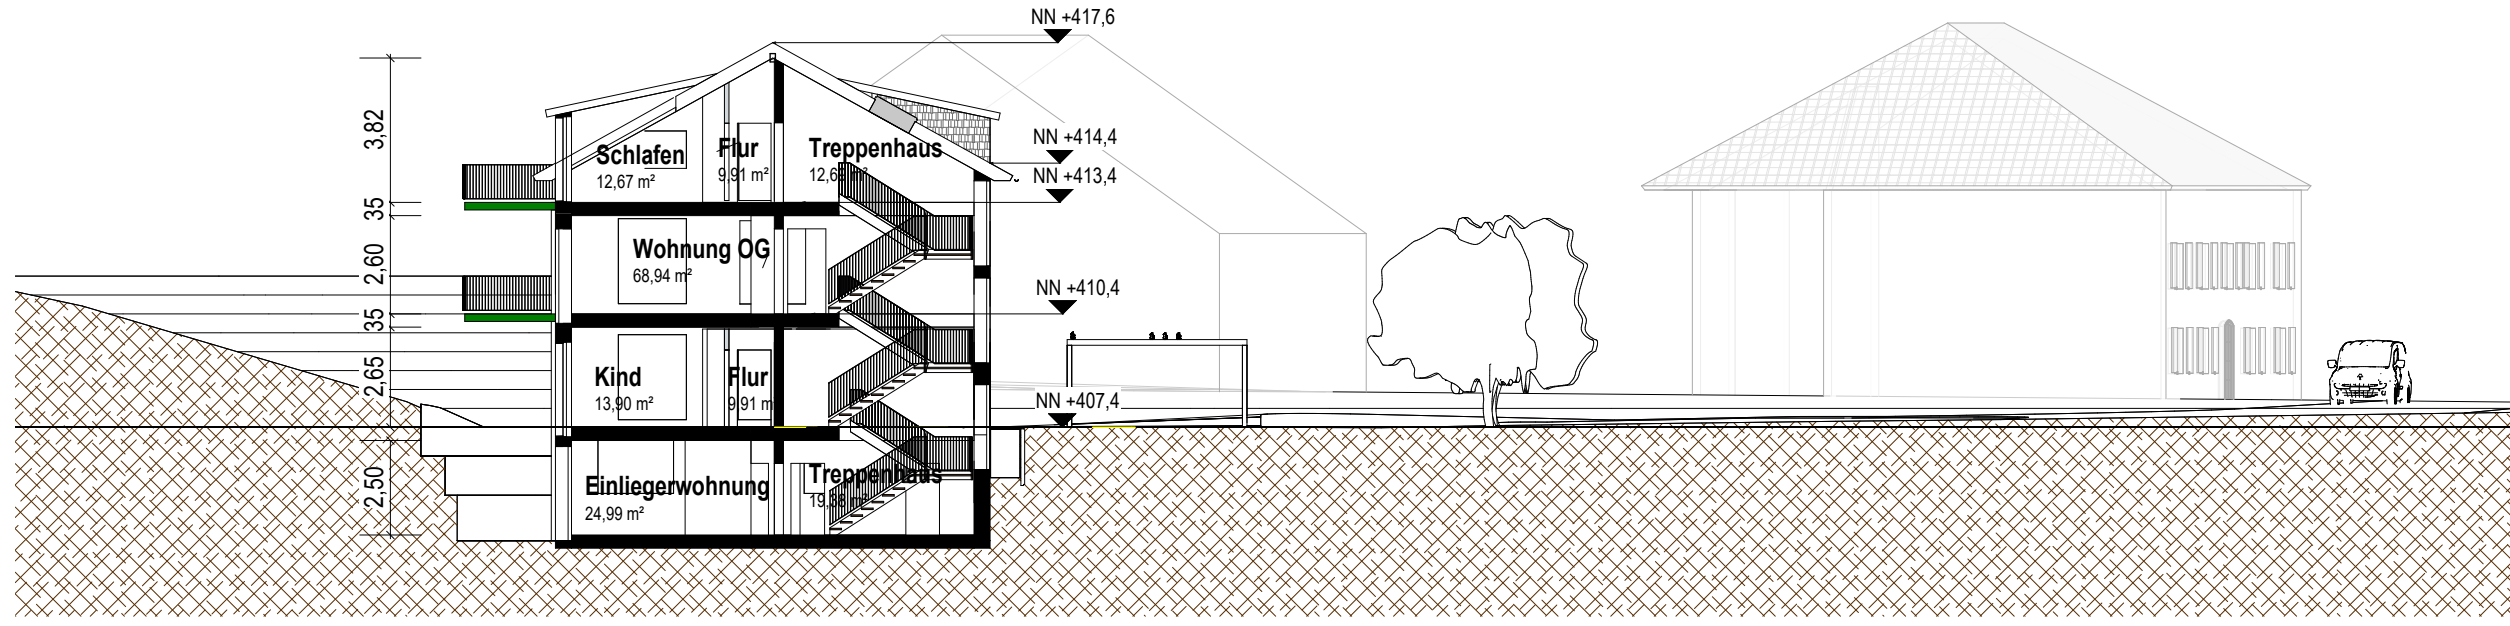 NN +417,6
3,82
NN +414,4
Schlafen
12,67 m²
Flur
9,91 m²
Treppenhaus
NN +413,4
35
Wohnung OG
68,94 m²
2,60
NN +410,4
35
Kind
13,90 m²
Flur
9,91 m
2,65
NN +407,4
Einliegerwohnung
24,99 m²
Treppenhaus
2,50